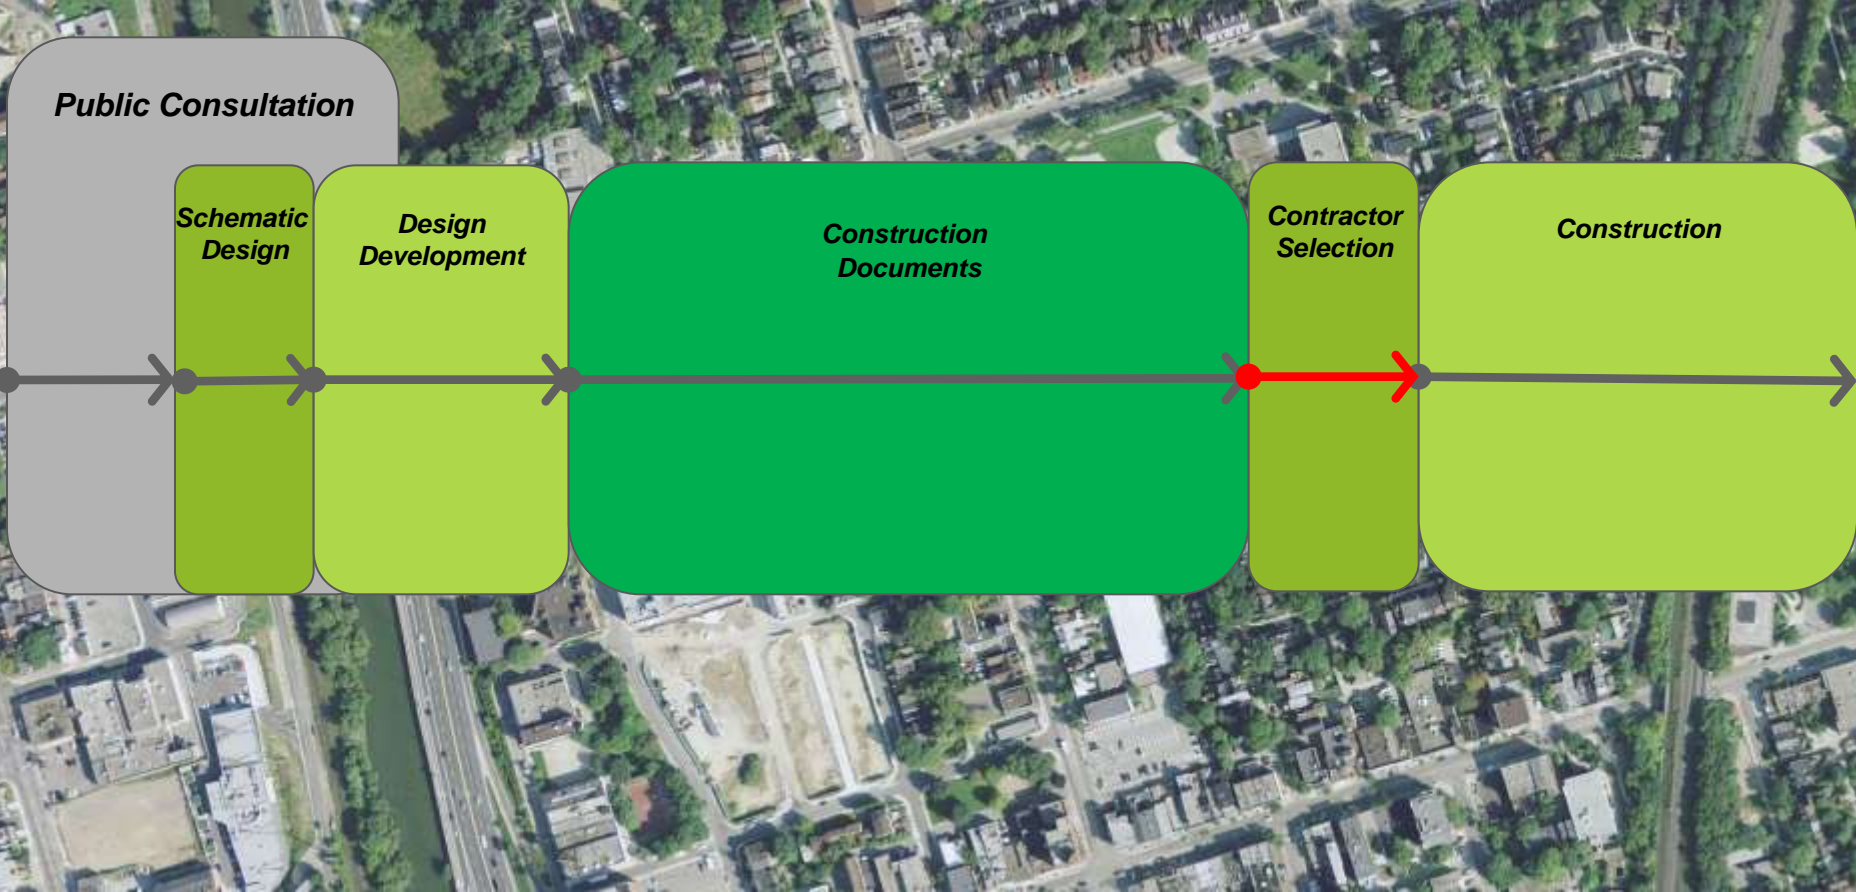 Public Consultation
Schematic
Design
Design
Development
Construction
Documents
Contractor
Selection
Construction